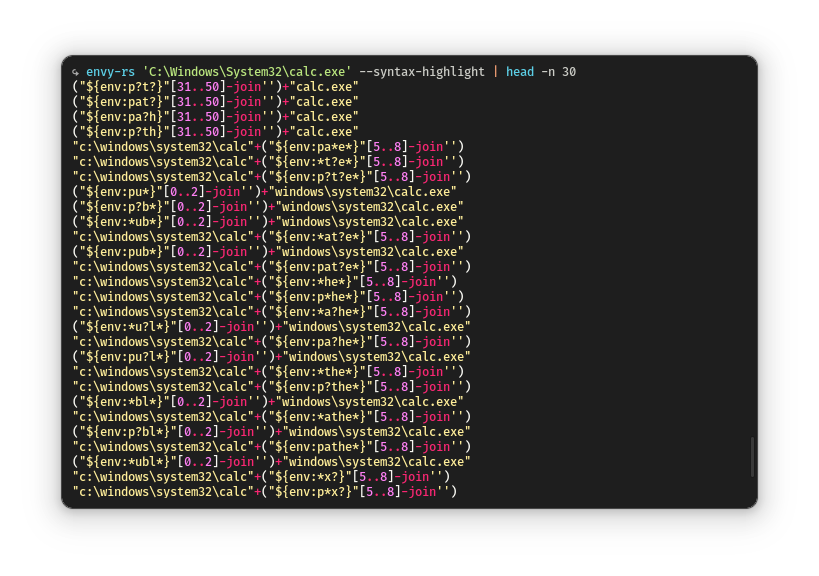 ↪ envy-rs 'C:\Windows\System32\calc.exe' --syntax-highlight | head -n 30
("${env:p?t?}"[31..50]-join'')+"calc.exe"
("${env:pat?}"[31..50]-join'')+"calc.exe"
("${env:pa?h}"[31..50]-join'')+"calc.exe"
("${env:p?th}"[31..50]-join'')+"calc.exe"
"c:\windows\system32\calc"+("${env:pa*e*}"[5..8]-join'')
"c:\windows\system32\calc"+("${env:*t?e*}"[5..8]-join'')
"c:\windows\system32\calc"+("${env:p?t?e*}"[5..8]-join'')
("${env:pu*}"[0..2]-join'')+"windows\system32\calc.exe"
("${env:p?b*}"[0..2]-join'')+"windows\system32\calc.exe"
("${env:*ub*}"[0..2]-join'')+"windows\system32\calc.exe"
"c:\windows\system32\calc"+("${env:*at?e*}"[5..8]-join'')
("${env:pub*}"[0..2]-join'')+"windows\system32\calc.exe"
"c:\windows\system32\calc"+("${env:pat?e*}"[5..8]-join'')
"c:\windows\system32\calc"+("${env:*he*}"[5..8]-join'')
"c:\windows\system32\calc"+("${env:p*he*}"[5..8]-join'')
"c:\windows\system32\calc"+("${env:*a?he*}"[5..8]-join'')
("${env:*u?l*}"[0..2]-join'')+"windows\system32\calc.exe"
"c:\windows\system32\calc"+("${env:pa?he*}"[5..8]-join'')
("${env:pu?l*}"[0..2]-join'')+"windows\system32\calc.exe"
"c:\windows\system32\calc"+("${env:*the*}"[5..8]-join'')
"c:\windows\system32\calc"+("${env:p?the*}"[5..8]-join'')
("${env:*bl*}"[0..2]-join'')+"windows\system32\calc.exe"
"c:\windows\system32\calc"+("${env:*athe*}"[5..8]-join'')
("${env:p?bl*}"[0..2]-join'')+"windows\system32\calc.exe"
"c:\windows\system32\calc"+("${env:pathe*}"[5..8]-join'')
("${env:*ubl*}"[0..2]-join'')+"windows\system32\calc.exe"
"c:\windows\system32\calc"+("${env:*x?}"[5..8]-join'')
"c:\windows\system32\calc"+("${env:p*x?}"[5..8]-join'')